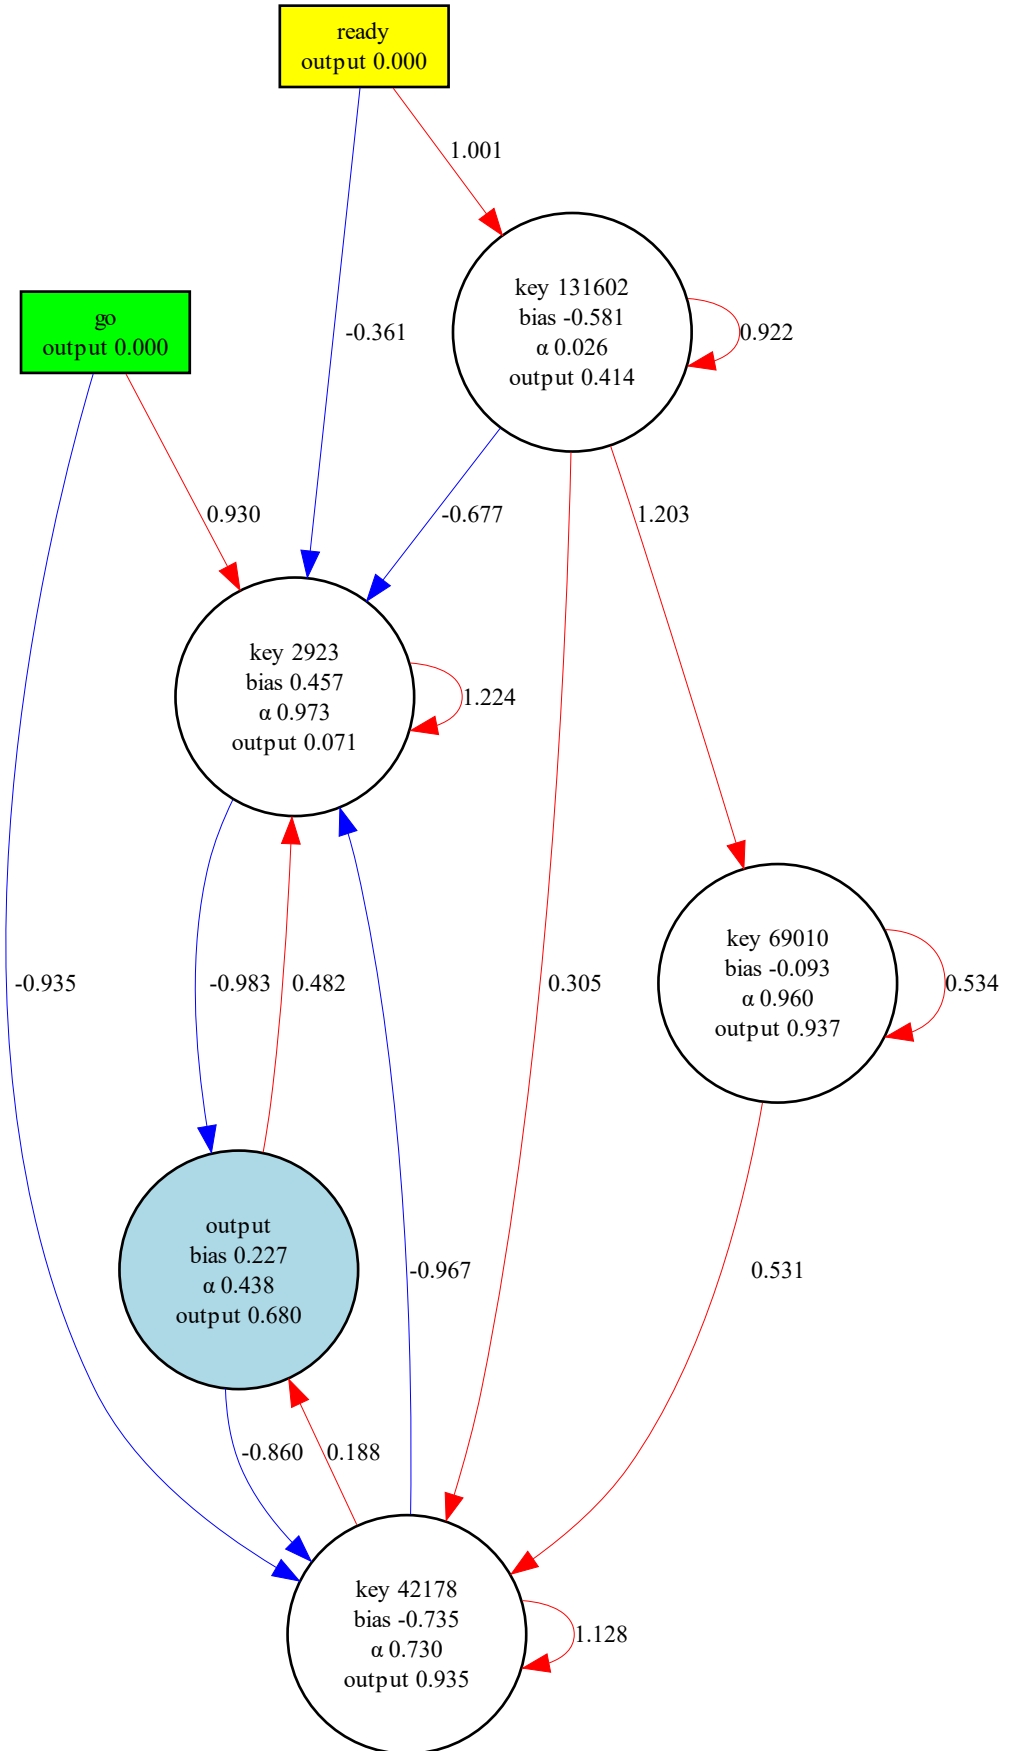 ready
output 0.000
1.001
key 131602
bias -0.581
α 0.026
output 0.414
0.922
go
output 0.000
-0.361
0.930
-0.677
1.203
key 2923
bias 0.457
α 0.973
output 0.071
1.224
key 69010
bias -0.093
α 0.960
output 0.937
0.534
-0.935
-0.983
0.482
0.305
output
bias 0.227
α 0.438
output 0.680
-0.967
0.531
-0.860
0.188
key 42178
bias -0.735
α 0.730
output 0.935
1.128